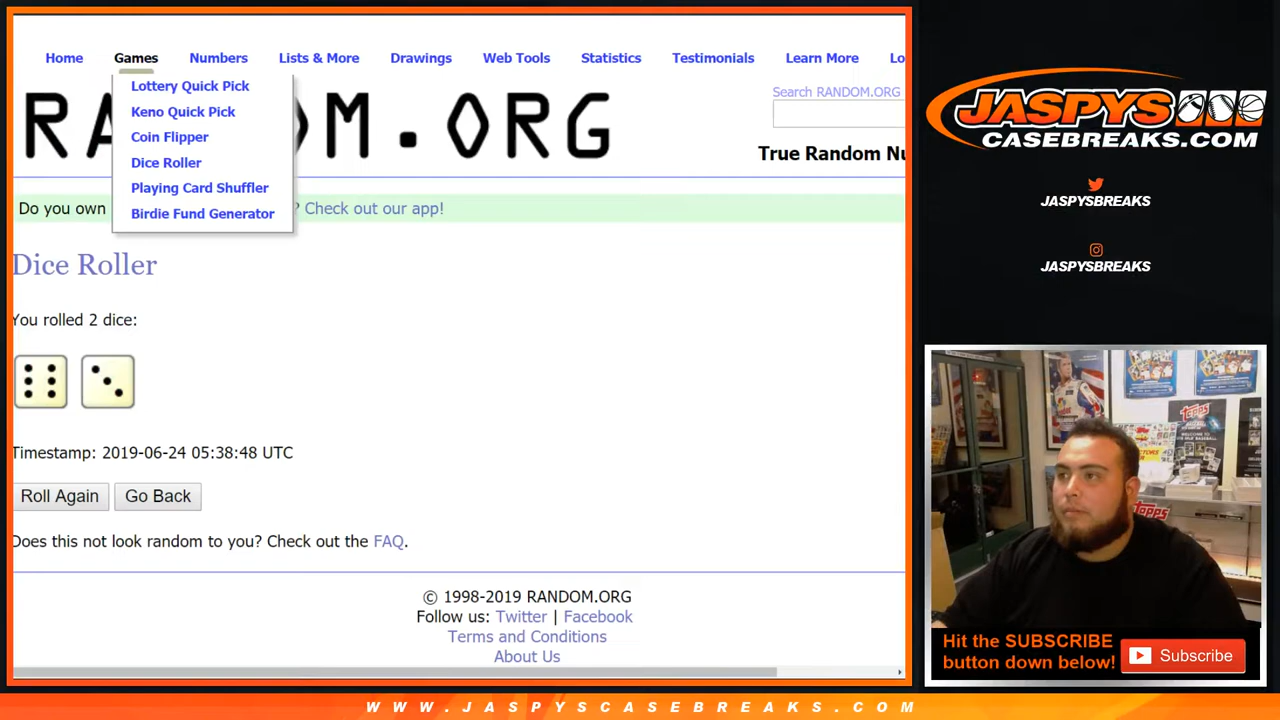 Home Games Numbers Lists & More Drawings Web Tools Statistics Testimonials Learn More Lo
Lottery Quick Pick
Keno Quick Pick
Coin Flipper
Dice Roller
Playing Card Shuffler
Birdie Fund Generator
RA M.ORG
Search RANDOM.ORG
True Random Nu
Do you own ? Check out our app!
Dice Roller
You rolled 2 dice:
Timestamp: 2019-06-24 05:38:48 UTC
Roll Again Go Back
Does this not look random to you? Check out the FAQ.
© 1998-2019 RANDOM.ORG
Follow us: Twitter | Facebook
Terms and Conditions
About Us
JASPYS
CASEBREAKS.COM
JASPYSBREAKS
JASPYSBREAKS
Topps
Topps
Hit the SUBSCRIBE
button down below!
Subscribe
WWW.JASPYSCASEBREAKS.COM